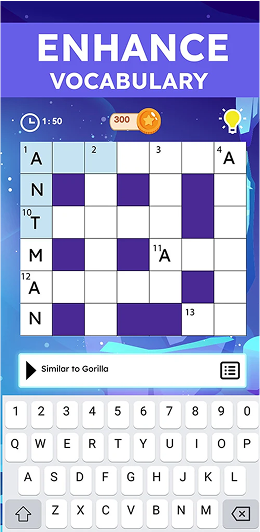 ENHANCE
VOCABULARY
1:50
300
1 A 2 3 4 A
N
10 T
M 11 A
12 A
N 13
Similar to Gorilla
1 2 3 4 5 6 7 8 9 0
Q W E R T Y U I O P
A S D F G H J K L
Z X C V B N M